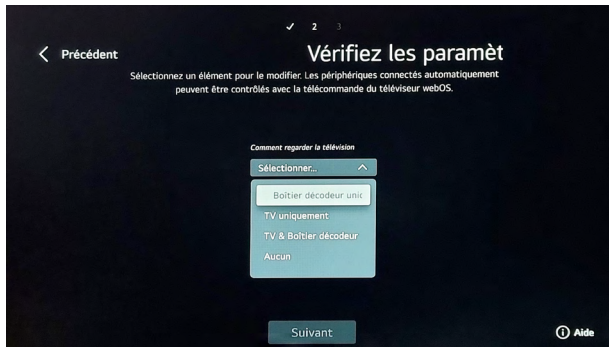 ✓ 2 3
Précédent
Vérifiez les paramèt
Sélectionnez un élément pour le modifier. Les périphériques connectés automatiquement
peuvent être contrôlés avec la télécommande du téléviseur webOS.
Comment regarder la télévision
Sélectionner...
Boîtier décodeur unic
TV uniquement
TV & Boîtier décodeur
Aucun
Suivant
Aide